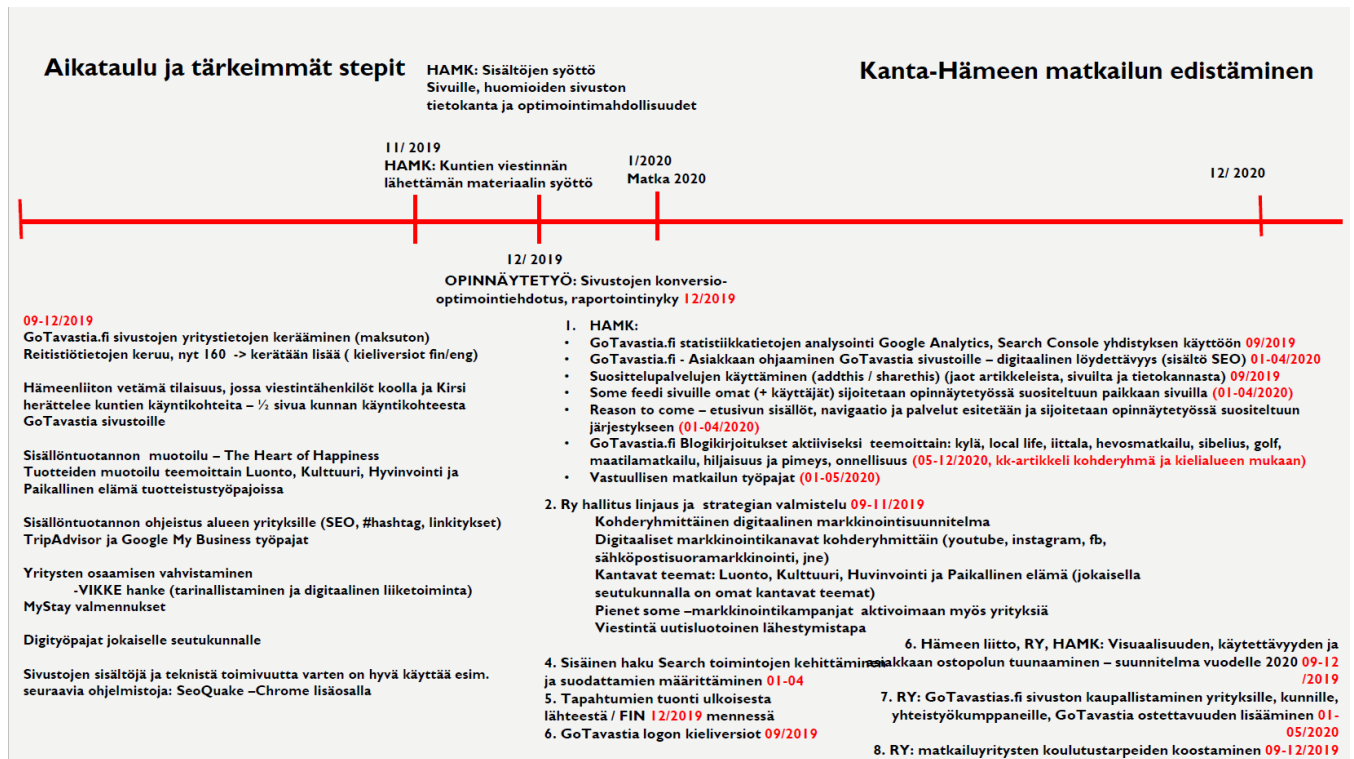 Aikataulu ja tärkeimmät stepit
HAMK: Sisältöjen syöttö
Sivuille, huomioiden sivuston
tietokanta ja optimointimahdollisuudet
Kanta-Hämeen matkailun edistäminen
11/ 2019
HAMK: Kuntien viestinnän
lähettämän materiaalin syöttö
1/2020
Matka 2020
12/ 2020
12/ 2019
OPINNÄYTETYÖ: Sivustojen konversio-
optimointiehdotus, raportointinyky 12/2019
09-12/2019
GoTavastia.fi sivustojen yritystietojen kerääminen (maksuton)
Reitistiötietojen keruu, nyt 160 -> kerätään lisää ( kieliversiot fin/eng)
Hämeenliiton vetämä tilaisuus, jossa viestintähenkilöt koolla ja Kirsi
herättelee kuntien käyntikohteita – ½ sivua kunnan käyntikohteesta
GoTavastia sivustoille
Sisällöntuotannon muotoilu – The Heart of Happiness
Tuotteiden muotoilu teemoittain Luonto, Kulttuuri, Hyvinvointi ja
Paikallinen elämä tuotteistustyöpajoissa
Sisällöntuotannon ohjeistus alueen yrityksille (SEO, #hashtag, linkitykset)
TripAdvisor ja Google My Business työpajat
Yritysten osaamisen vahvistaminen
-VIKKE hanke (tarinallistaminen ja digitaalinen liiketoiminta)
MyStay valmennukset
Digityöpajat jokaiselle seutukunnalle
Sivustojen sisältöjä ja teknistä toimivuutta varten on hyvä käyttää esim.
seuraavia ohjelmistoja: SeoQuake –Chrome lisäosalla
1. HAMK:
• GoTavastia.fi statistiikkatietojen analysointi Google Analytics, Search Console yhdistyksen käyttöön 09/2019
• GoTavastia.fi - Asiakkaan ohjaaminen GoTavastia sivustoille – digitaalinen löydettävyys (sisältö SEO) 01-04/2020
• Suosittelupalvelujen käyttäminen (addthis / sharethis) (jaot artikkeleista, sivuilta ja tietokannasta) 09/2019
• Some feedi sivuille omat (+ käyttäjät) sijoitetaan opinnäytetyössä suositeltuun paikkaan sivuilla (01-04/2020)
• Reason to come – etusivun sisällöt, navigaatio ja palvelut esitetään ja sijoitetaan opinnäytetyössä suositeltuun
järjestykseen (01-04/2020)
• GoTavastia.fi Blogikirjoitukset aktiiviseksi teemoittain: kylä, local life, iittala, hevosmatkailu, sibelius, golf,
maatilamatkailu, hiljaisuus ja pimeys, onnellisuus (05-12/2020, kk-artikkeli kohderyhmä ja kielialueen mukaan)
• Vastuullisen matkailun työpajat (01-05/2020)
2. Ry hallitus linjaus ja strategian valmistelu 09-11/2019
Kohderyhmittäinen digitaalinen markkinointisuunnitelma
Digitaaliset markkinointikanavat kohderyhmittäin (youtube, instagram, fb,
sähköpostisuoramarkkinointi, jne)
Kantavat teemat: Luonto, Kulttuuri, Huvinvointi ja Paikallinen elämä (jokaisella
seutukunnalla on omat kantavat teemat)
Pienet some –markkinointikampanjat aktivoimaan myös yrityksiä
Viestintä uutisluotoinen lähestymistapa
4. Sisäinen haku Search toimintojen kehittäminen
ja suodattamien määrittäminen 01-04
5. Tapahtumien tuonti ulkoisesta
lähteestä / FIN 12/2019 mennessä
6. GoTavastia logon kieliversiot 09/2019
6. Hämeen liitto, RY, HAMK: Visuaalisuuden, käytettävyyden ja
asiakkaan ostopolun tuunaaminen – suunnitelma vuodelle 2020 09-12
/2019
7. RY: GoTavastias.fi sivuston kaupallistaminen yrityksille, kunnille,
yhteistyökumppaneille, GoTavastia ostettavuuden lisääminen 01-
05/2020
8. RY: matkailuyritysten koulutustarpeiden koostaminen 09-12/2019